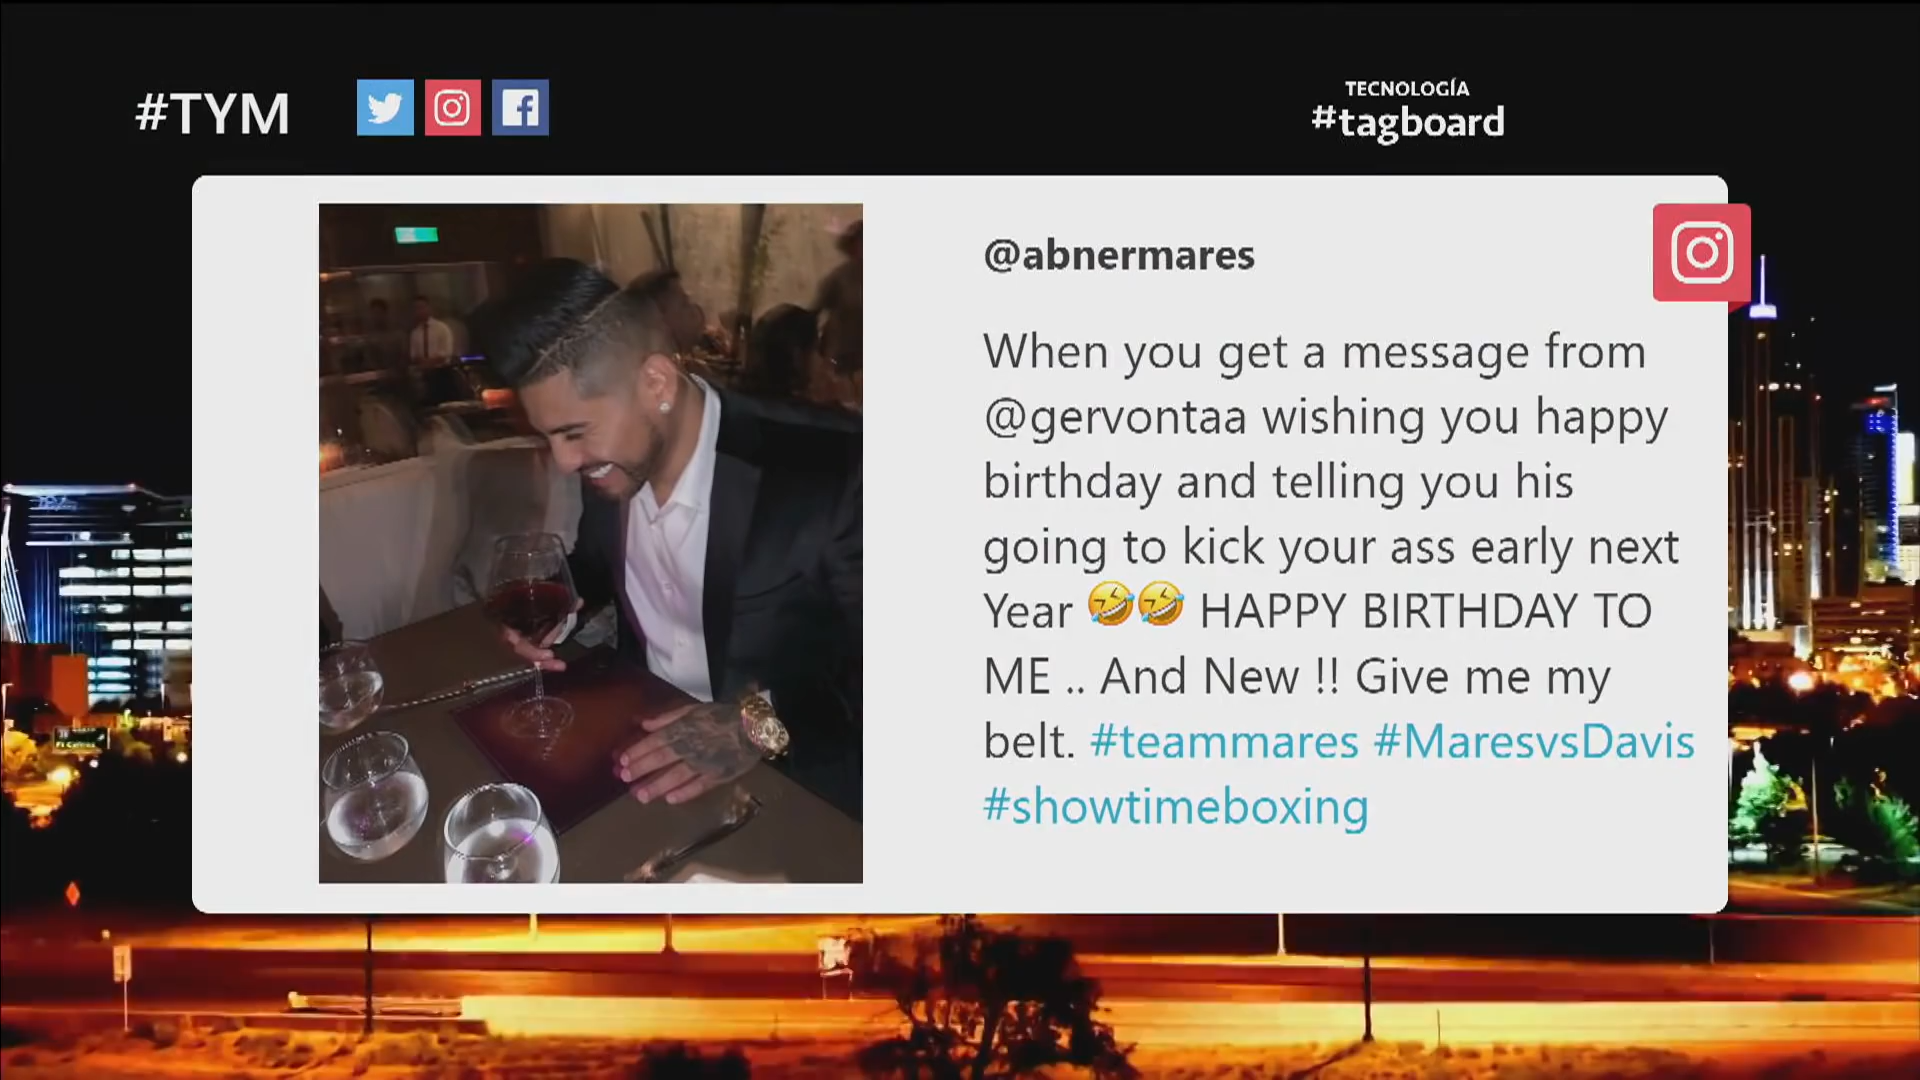 #TYM
TECNOLOGÍA
#tagboard
@abnermares
When you get a message from
@gervontaa wishing you happy
birthday and telling you his
going to kick your ass early next
Year 🤣🤣 HAPPY BIRTHDAY TO
ME .. And New !! Give me my
belt. #teammares #MaresvsDavis
#showtimeboxing